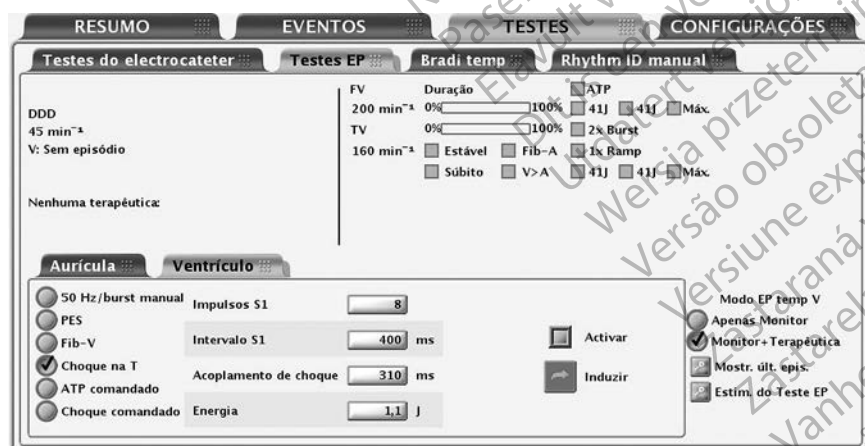 RESUMO EVENTOS TESTES CONFIGURAÇÕES
Testes do electrocateter Testes EP Bradi temp Rhythm ID manual
DDD
45 min⁻¹
V: Sem episódio
Nenhuma terapêutica:
FV Duração ATP
200 min⁻¹ 0% 100% 41J 41J Máx.
TV 0% 100% 2x Burst
160 min⁻¹ Estável Fib-A 1x Ramp
Súbito V>A 41J 41J Máx.
Aurícula Ventrículo
50 Hz/burst manual
PES
Fib-V
Choque na T
ATP comandado
Choque comandado
Impulsos S1 8
Intervalo S1 400 ms
Acoplamento de choque 310 ms
Energia 1,1 J
Activar
Induzir
Modo EP temp V
Apenas Monitor
Monitor+Terapêutica
Mostr. últ. epis.
Estim. do Teste EP
Versão obsoleta